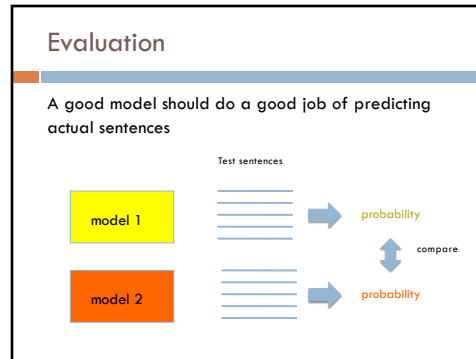 Evaluation
A good model should do a good job of predicting
actual sentences
Test sentences
model 1
probability
compare
model 2
probability